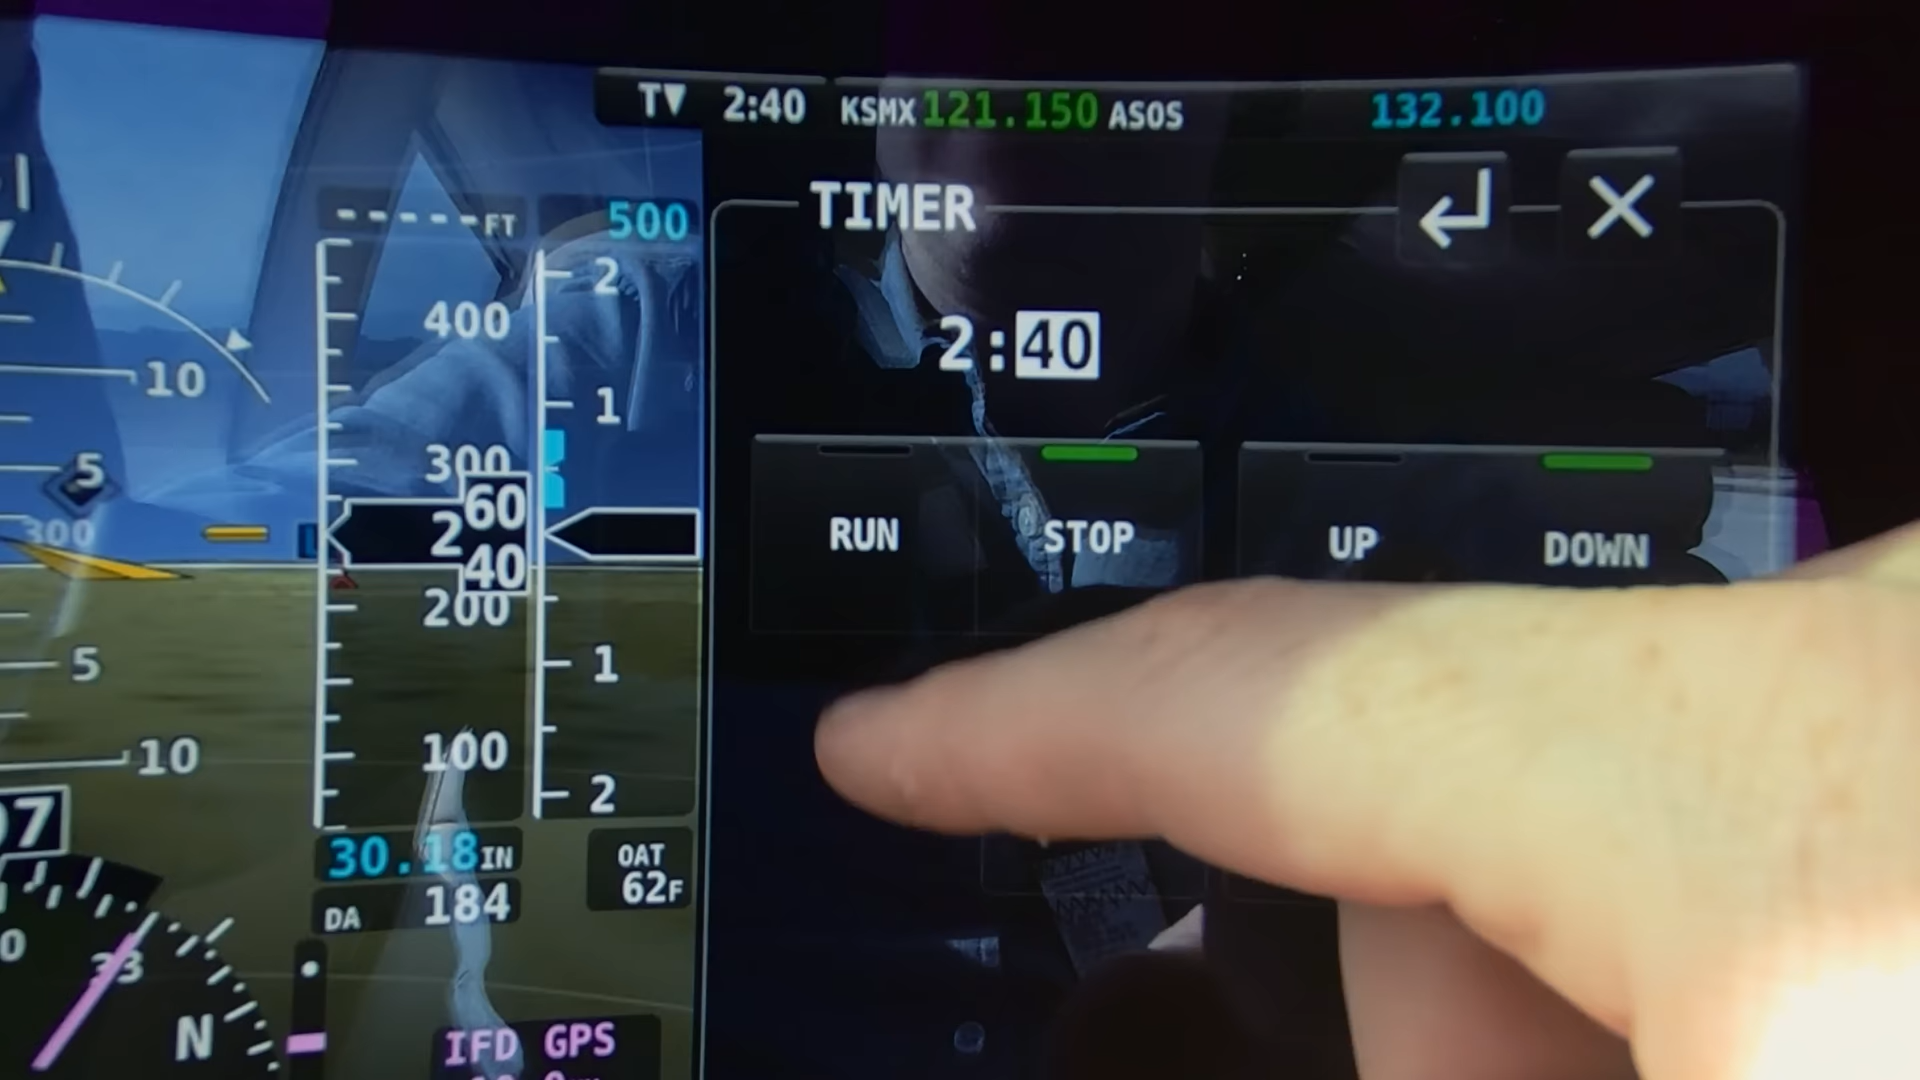 T▼ 2:40 KSMX 121.150 ASOS 132.100
TIMER
2:40
RUN STOP UP DOWN
-----FT 500
2
400
10
1
300
5
300
60
2
40
200
5
1
100
10
2
30.18IN
OAT
62F
DA 184
33
N
IFD GPS